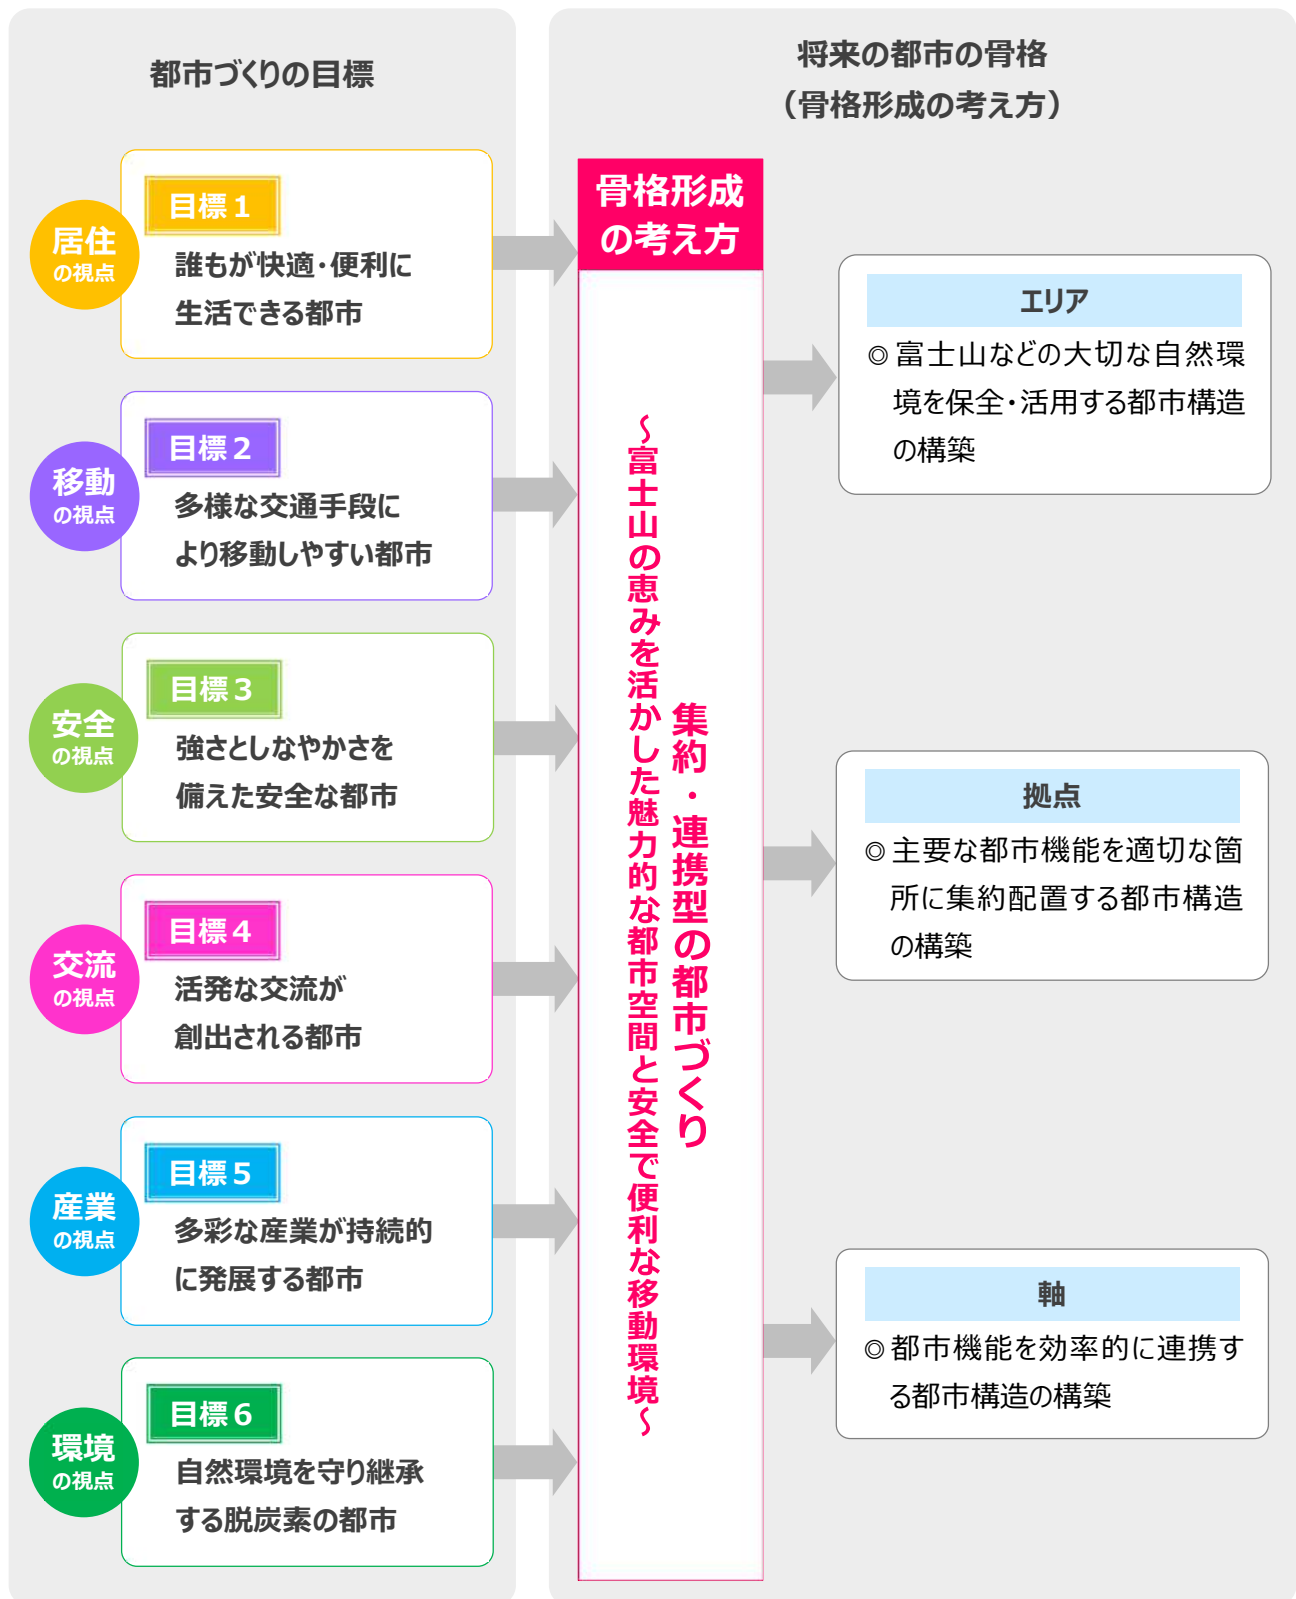 都市づくりの目標
居住
の視点
目標１
誰もが快適・便利に
生活できる都市
移動
の視点
目標２
多様な交通手段に
より移動しやすい都市
安全
の視点
目標３
強さとしなやかさを
備えた安全な都市
交流
の視点
目標４
活発な交流が
創出される都市
産業
の視点
目標５
多彩な産業が持続的
に発展する都市
環境
の視点
目標６
自然環境を守り継承
する脱炭素の都市
将来の都市の骨格
（骨格形成の考え方）
骨格形成
の考え方
集約・連携型の都市づくり
～富士山の恵みを活かした魅力的な都市空間と安全で便利な移動環境～
エリア
◎富士山などの大切な自然環
境を保全・活用する都市構造
の構築
拠点
◎主要な都市機能を適切な箇
所に集約配置する都市構造
の構築
軸
◎都市機能を効率的に連携す
る都市構造の構築